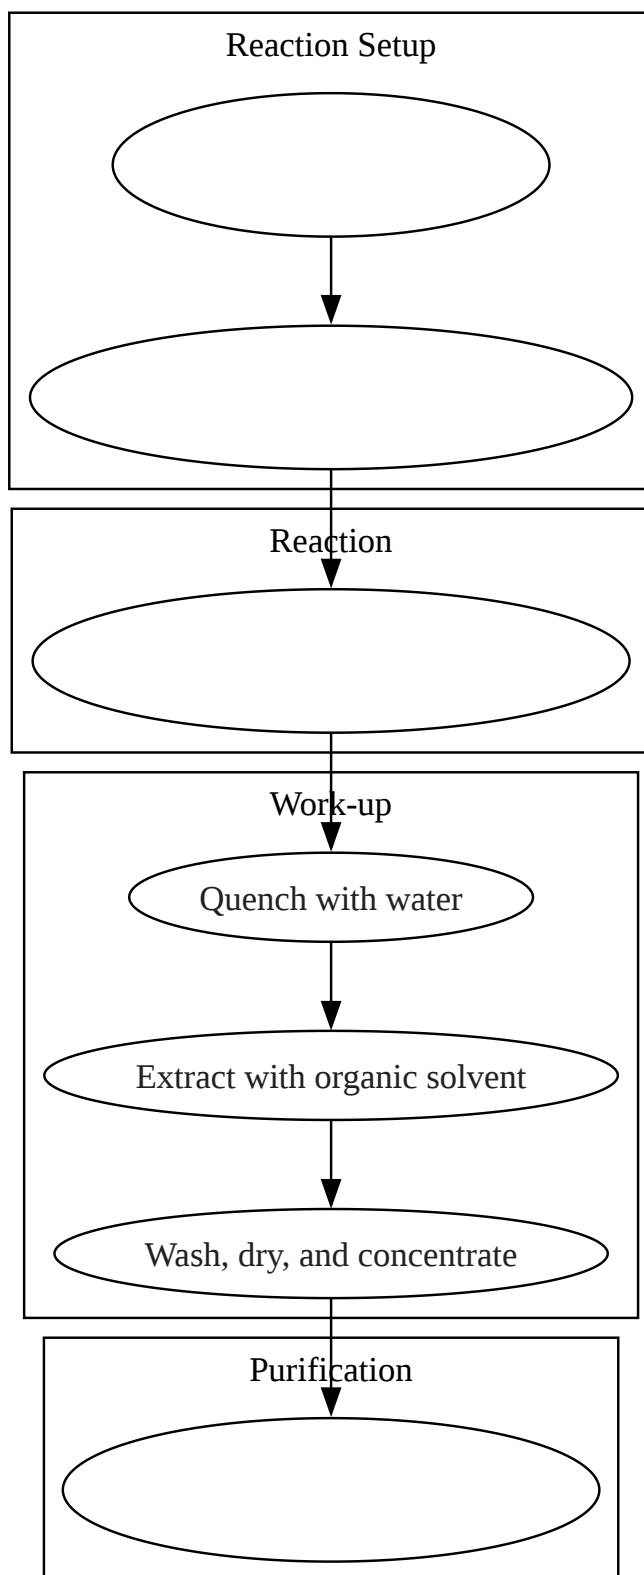 Reaction Setup
Reaction
Work-up
Quench with water
Extract with organic solvent
Wash, dry, and concentrate
Purification